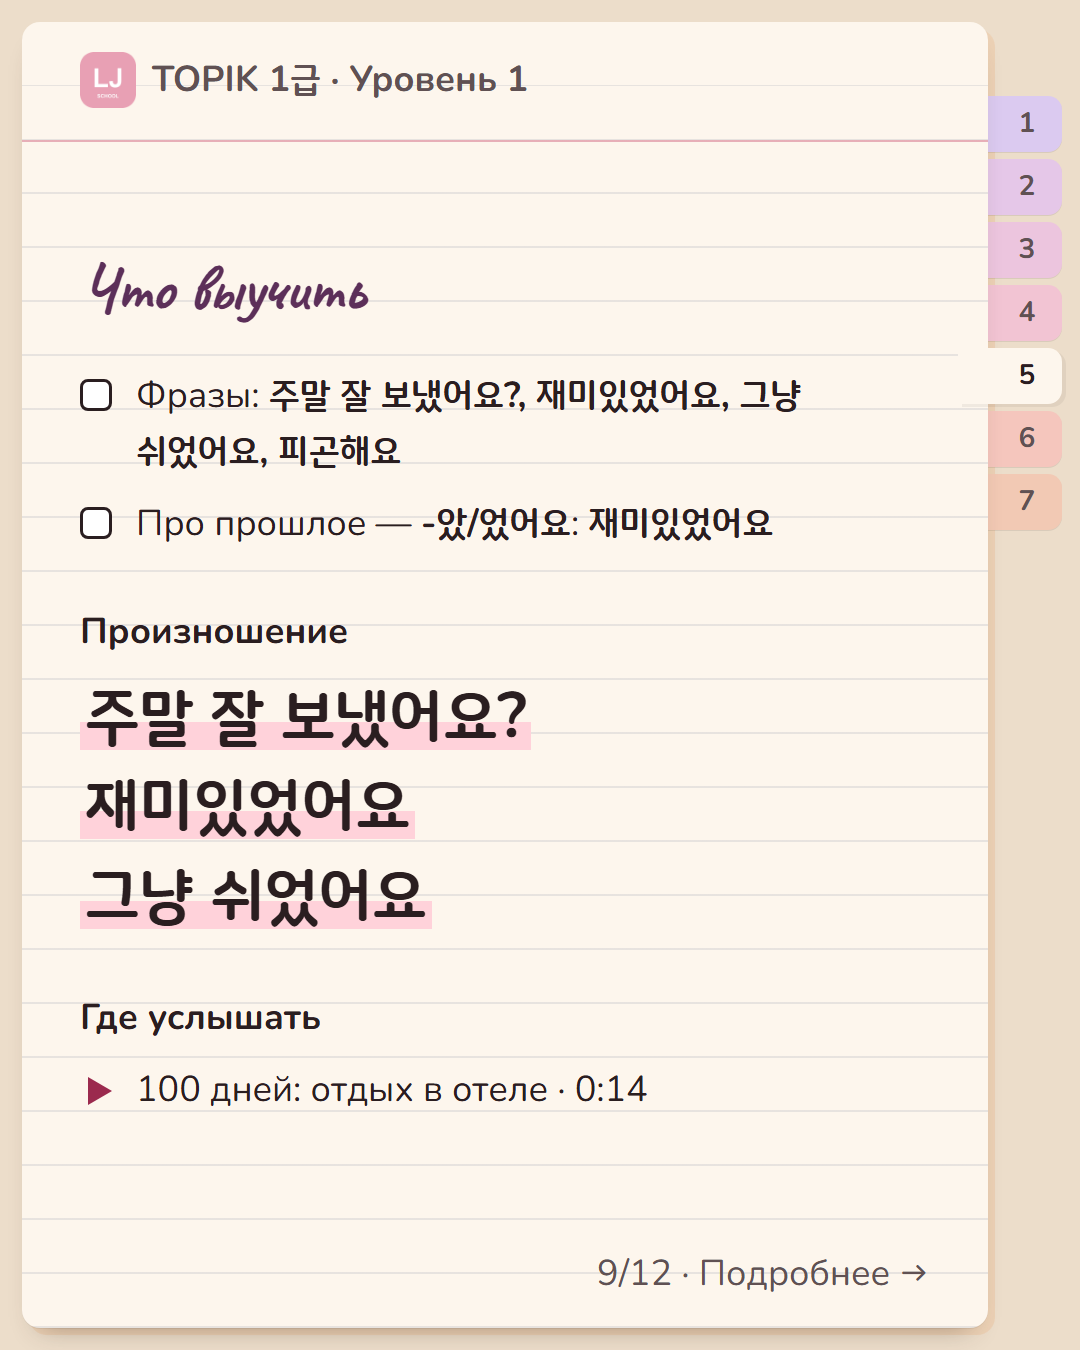 LJ
SCHOOL
TOPIK 1급 · Уровень 1
1
2
3
4
5
6
7
Что выучить
Фразы: 주말 잘 보냈어요?, 재미있었어요, 그냥
쉬었어요, 피곤해요
Про прошлое — -았/었어요: 재미있었어요
Произношение
주말 잘 보냈어요?
재미있었어요
그냥 쉬었어요
Где услышать
▶ 100 дней: отдых в отеле · 0:14
9/12 · Подробнее →